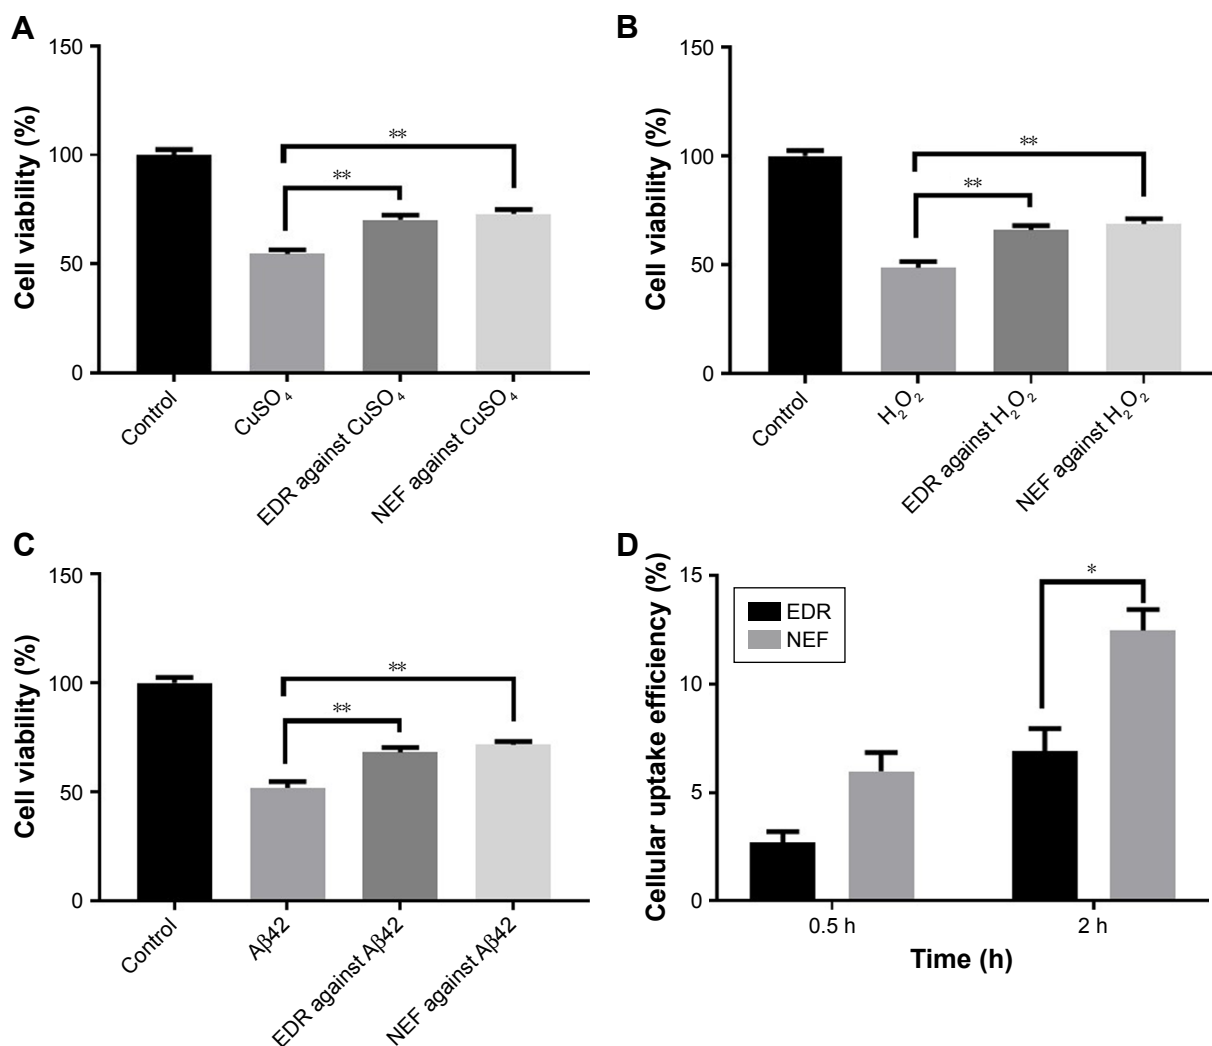 A
Cell viability (%)
150
100
50
0
**
**
Control
CuSO₄
EDR against CuSO₄
NEF against CuSO₄
B
Cell viability (%)
150
100
50
0
**
**
Control
H₂O₂
EDR against H₂O₂
NEF against H₂O₂
C
Cell viability (%)
150
100
50
0
**
**
Control
Aβ42
EDR against Aβ42
NEF against Aβ42
D
Cellular uptake efficiency (%)
15
10
5
0
EDR
NEF
*
0.5 h
2 h
Time (h)